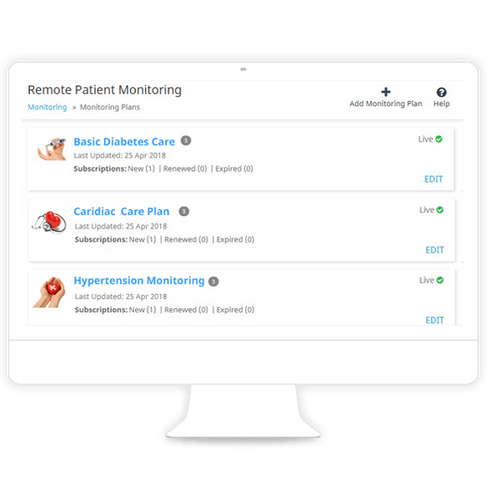 Remote Patient Monitoring
Add Monitoring Plan Help
Monitoring » Monitoring Plans
Basic Diabetes Care 3
Live
Last Updated: 25 Apr 2018
Subscriptions: New (1) | Renewed (0) | Expired (0)
EDIT
Caridiac Care Plan 3
Live
Last Updated: 25 Apr 2018
Subscriptions: New (1) | Renewed (0) | Expired (0)
EDIT
Hypertension Monitoring 3
Live
Last Updated: 25 Apr 2018
Subscriptions: New (1) | Renewed (0) | Expired (0)
EDIT